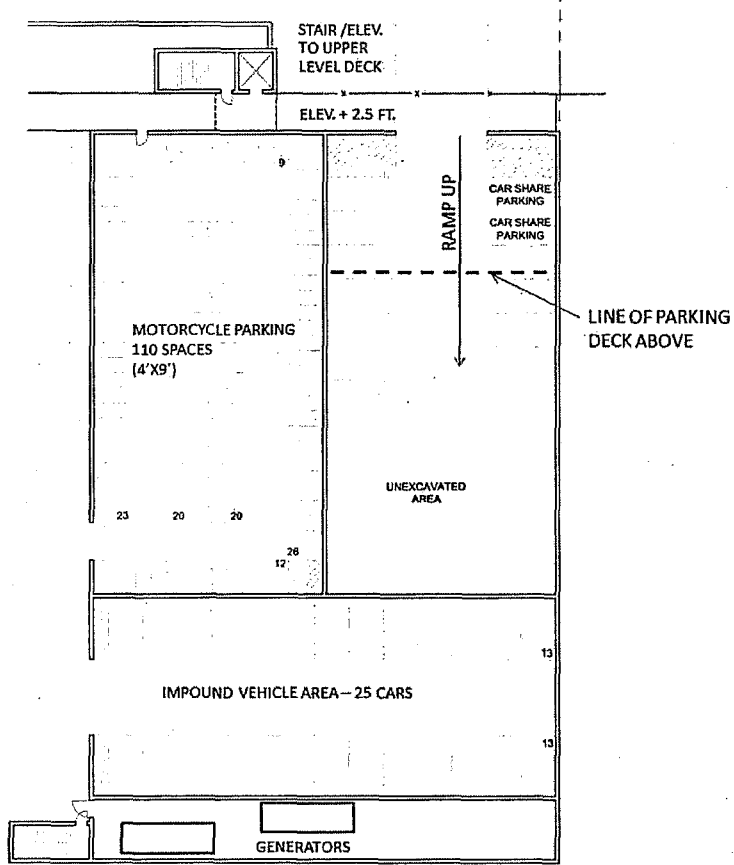 STAIR /ELEV.
TO UPPER
LEVEL DECK
ELEV. + 2.5 FT.
9
RAMP UP
CAR SHARE
PARKING
CAR SHARE
PARKING
LINE OF PARKING
DECK ABOVE
MOTORCYCLE PARKING
110 SPACES
(4'X9')
UNEXCAVATED
AREA
23
20
20
26
12
13
IMPOUND VEHICLE AREA – 25 CARS
13
GENERATORS